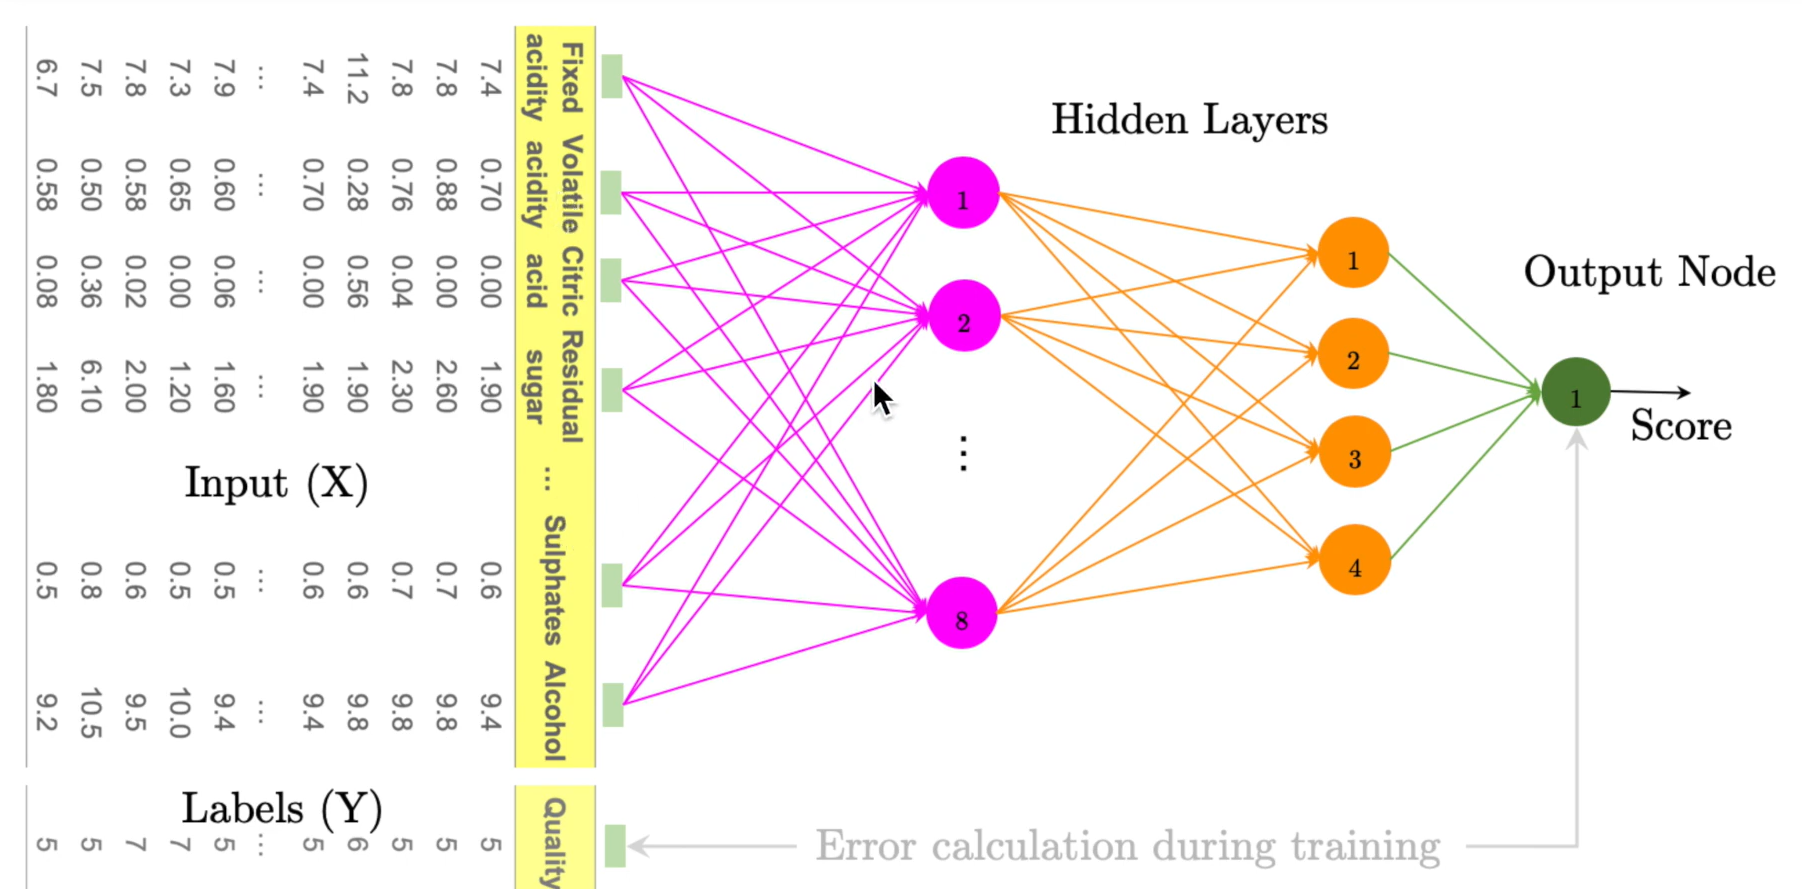 6.7 7.5 7.8 7.3 7.9 ... 7.4 11.2 7.8 7.8 7.4 Fixed acidity
0.58 0.50 0.58 0.65 0.60 ... 0.70 0.28 0.76 0.88 0.70 Volatile acidity
0.08 0.36 0.02 0.00 0.06 ... 0.00 0.56 0.04 0.00 0.00 Citric acid
1.80 6.10 2.00 1.20 1.60 ... 1.90 1.90 2.30 2.60 1.90 Residual sugar
...
Input (X)
0.5 0.8 0.6 0.5 0.5 ... 0.6 0.6 0.7 0.7 0.6 Sulphates
9.2 10.5 9.5 10.0 9.4 ... 9.4 9.8 9.8 9.8 9.4 Alcohol
Labels (Y)
5 5 7 7 5 ... 5 6 5 5 5 Quality
Hidden Layers
1
2
⋮
8
1
2
3
4
Output Node
1
Score
Error calculation during training